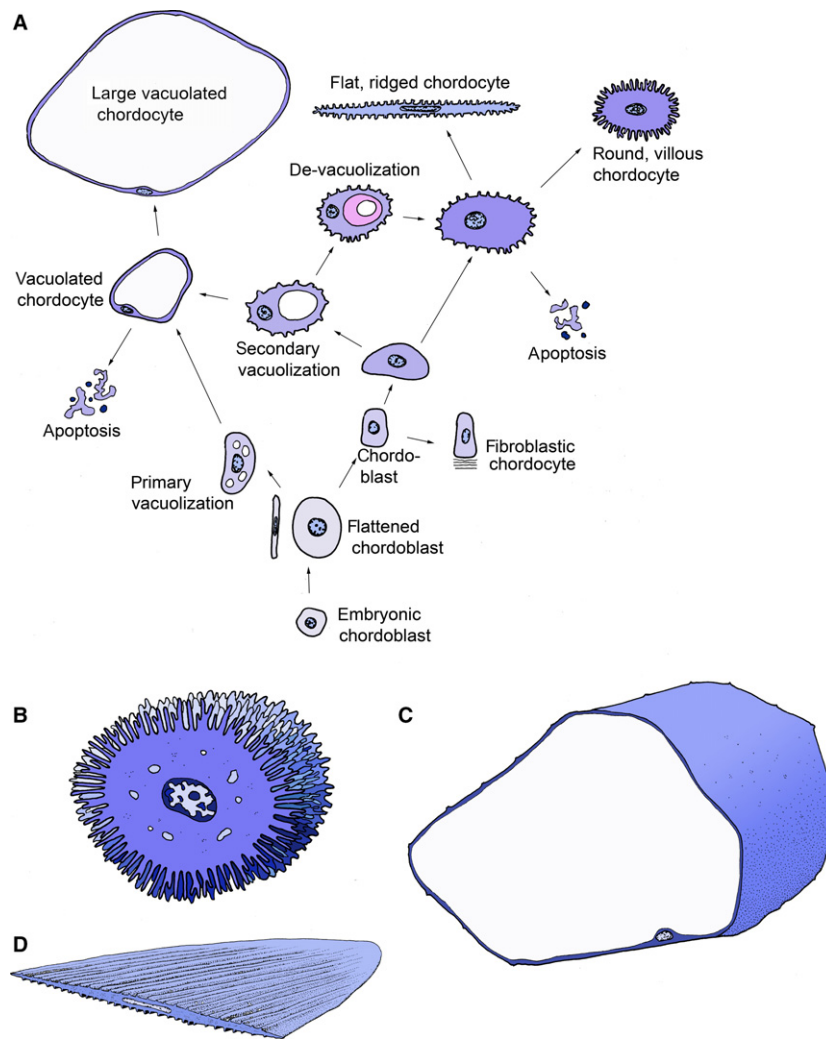 A
Large vacuolated
chordocyte
Flat, ridged chordocyte
Round, villous
chordocyte
De-vacuolization
Vacuolated
chordocyte
Secondary
vacuolization
Apoptosis
Apoptosis
Chordo-
blast
Fibroblastic
chordocyte
Primary
vacuolization
Flattened
chordoblast
Embryonic
chordoblast
B
C
D